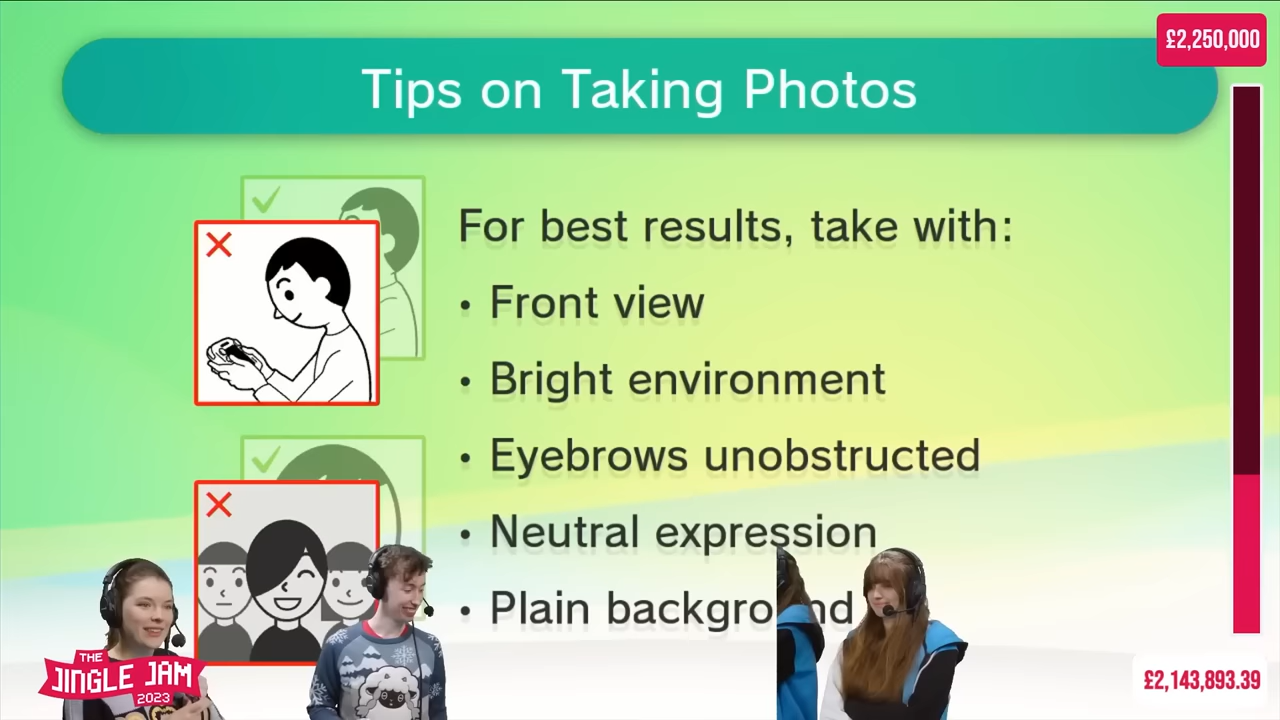 £2,250,000
Tips on Taking Photos
For best results, take with:
• Front view
• Bright environment
• Eyebrows unobstructed
• Neutral expression
• Plain backgro nd
THE
JINGLE JAM
2023
£2,143,893.39